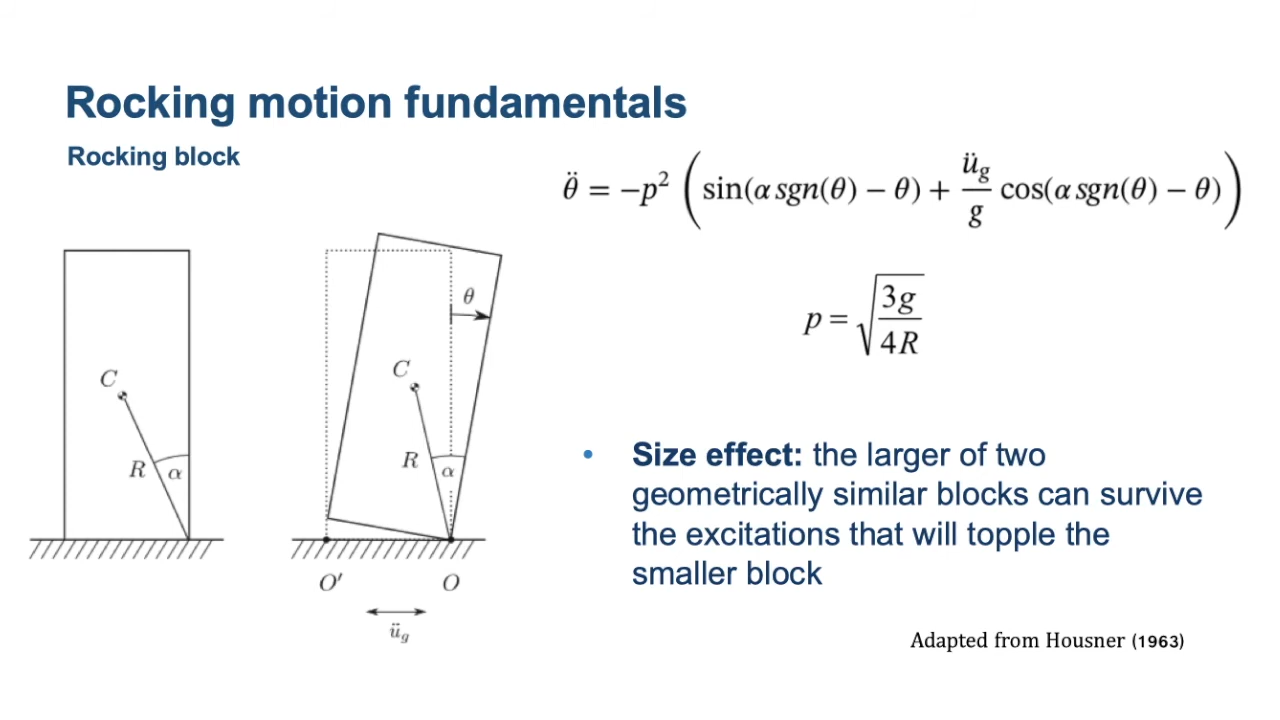 Rocking motion fundamentals
Rocking block
θ̈ = −p² ( sin(α sgn(θ) − θ) + üg/g cos(α sgn(θ) − θ) )
p = √(3g/4R)
C
R
α
θ
C
R
α
O′
O
üg
• Size effect: the larger of two
geometrically similar blocks can survive
the excitations that will topple the
smaller block
Adapted from Housner (1963)